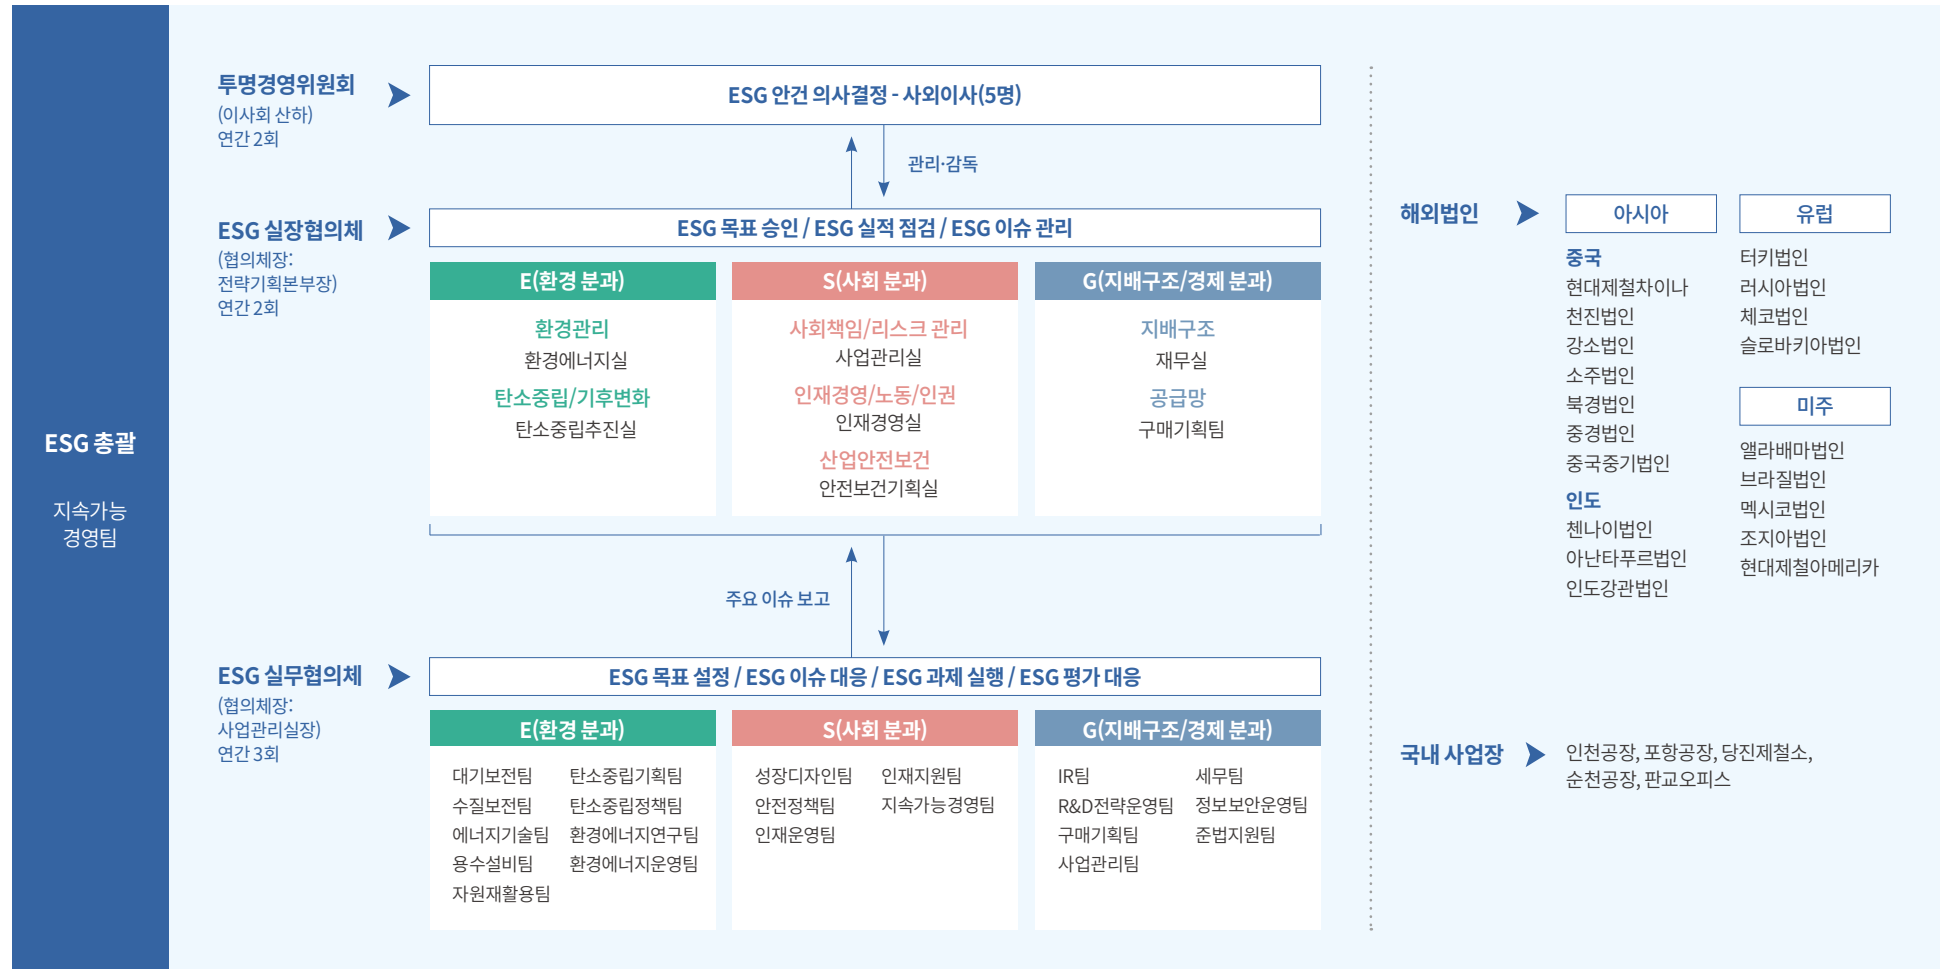 ESG 총괄
지속가능
경영팀
투명경영위원회
(이사회 산하)
연간 2회
ESG 안건 의사결정 - 사외이사(5명)
관리·감독
ESG 실장협의체
(협의체장:
전략기획본부장)
연간 2회
ESG 목표 승인 / ESG 실적 점검 / ESG 이슈 관리
E(환경 분과)
환경관리
환경에너지실
탄소중립/기후변화
탄소중립추진실
S(사회 분과)
사회책임/리스크 관리
사업관리실
인재경영/노동/인권
인재경영실
산업안전보건
안전보건기획실
G(지배구조/경제 분과)
지배구조
재무실
공급망
구매기획팀
주요 이슈 보고
ESG 실무협의체
(협의체장:
사업관리실장)
연간 3회
ESG 목표 설정 / ESG 이슈 대응 / ESG 과제 실행 / ESG 평가 대응
E(환경 분과)
대기보전팀
수질보전팀
에너지기술팀
용수설비팀
자원재활용팀
탄소중립기획팀
탄소중립정책팀
환경에너지연구팀
환경에너지운영팀
S(사회 분과)
성장디자인팀
안전정책팀
인재운영팀
인재지원팀
지속가능경영팀
G(지배구조/경제 분과)
IR팀
R&D전략운영팀
구매기획팀
사업관리팀
세무팀
정보보안운영팀
준법지원팀
해외법인
아시아
중국
현대제철차이나
천진법인
강소법인
소주법인
북경법인
중경법인
중국중기법인
인도
첸나이법인
아난타푸르법인
인도강관법인
유럽
터키법인
러시아법인
체코법인
슬로바키아법인
미주
앨라배마법인
브라질법인
멕시코법인
조지아법인
현대제철아메리카
국내 사업장
인천공장, 포항공장, 당진제철소,
순천공장, 판교오피스